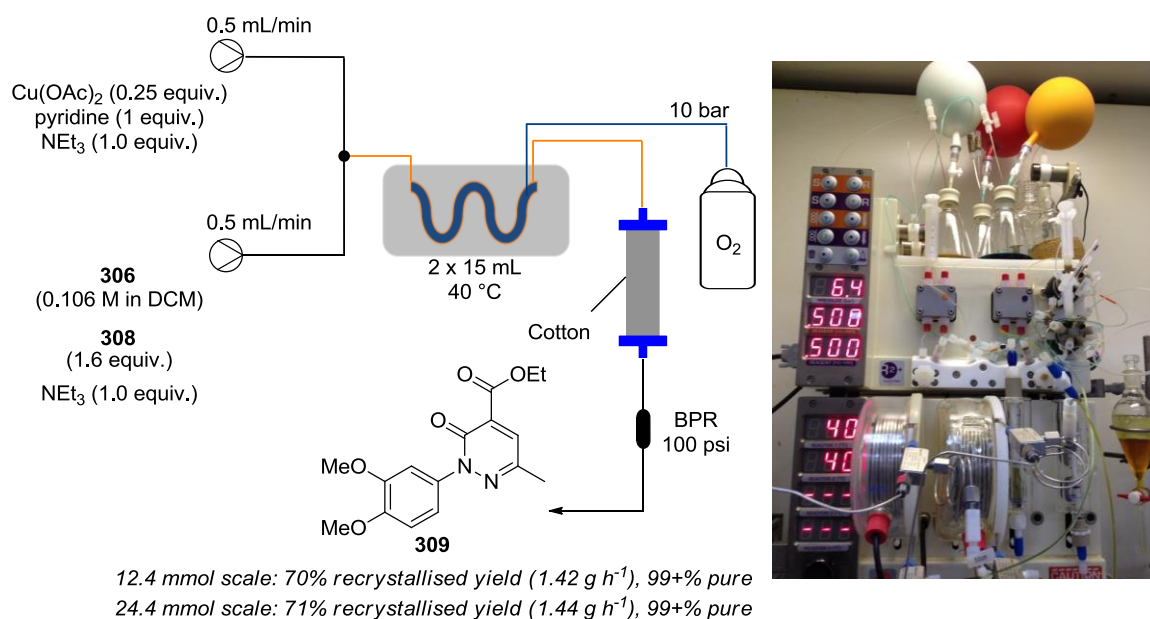 0.5 mL/min
Cu(OAc)2 (0.25 equiv.)
pyridine (1 equiv.)
NEt3 (1.0 equiv.)
0.5 mL/min
306
(0.106 M in DCM)
308
(1.6 equiv.)
NEt3 (1.0 equiv.)
2 x 15 mL
40 °C
10 bar
O2
Cotton
BPR
100 psi
O
OEt
O
N
N
MeO
MeO
309
12.4 mmol scale: 70% recrystallised yield (1.42 g h-1), 99+% pure
24.4 mmol scale: 71% recrystallised yield (1.44 g h-1), 99+% pure
6.4
.500
.500
R2+
40
40
CAUTION